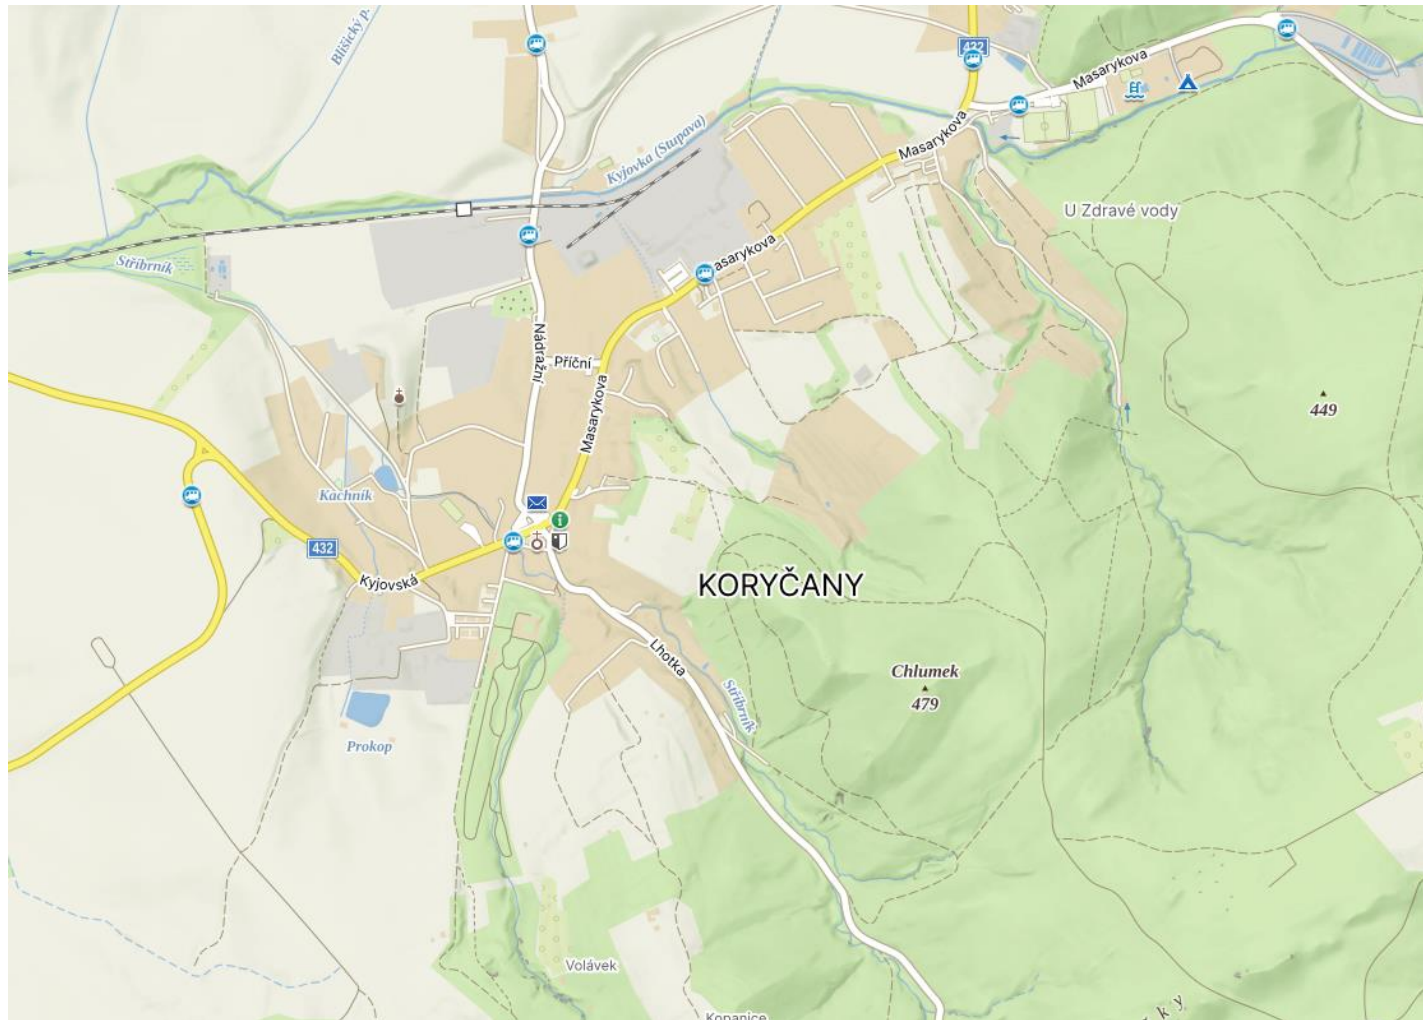 Blišický p.
432
Masarykova
Kyjovka (Stupava)
Masarykova
U Zdravé vody
asarykova
Stříbrník
Nádražní
Příční
Masarykova
449
Kachník
432
Kyjovská
KORYČANY
Lhotka
Chlumek
479
Stříbrník
Prokop
Volávek
k y
Kopanice